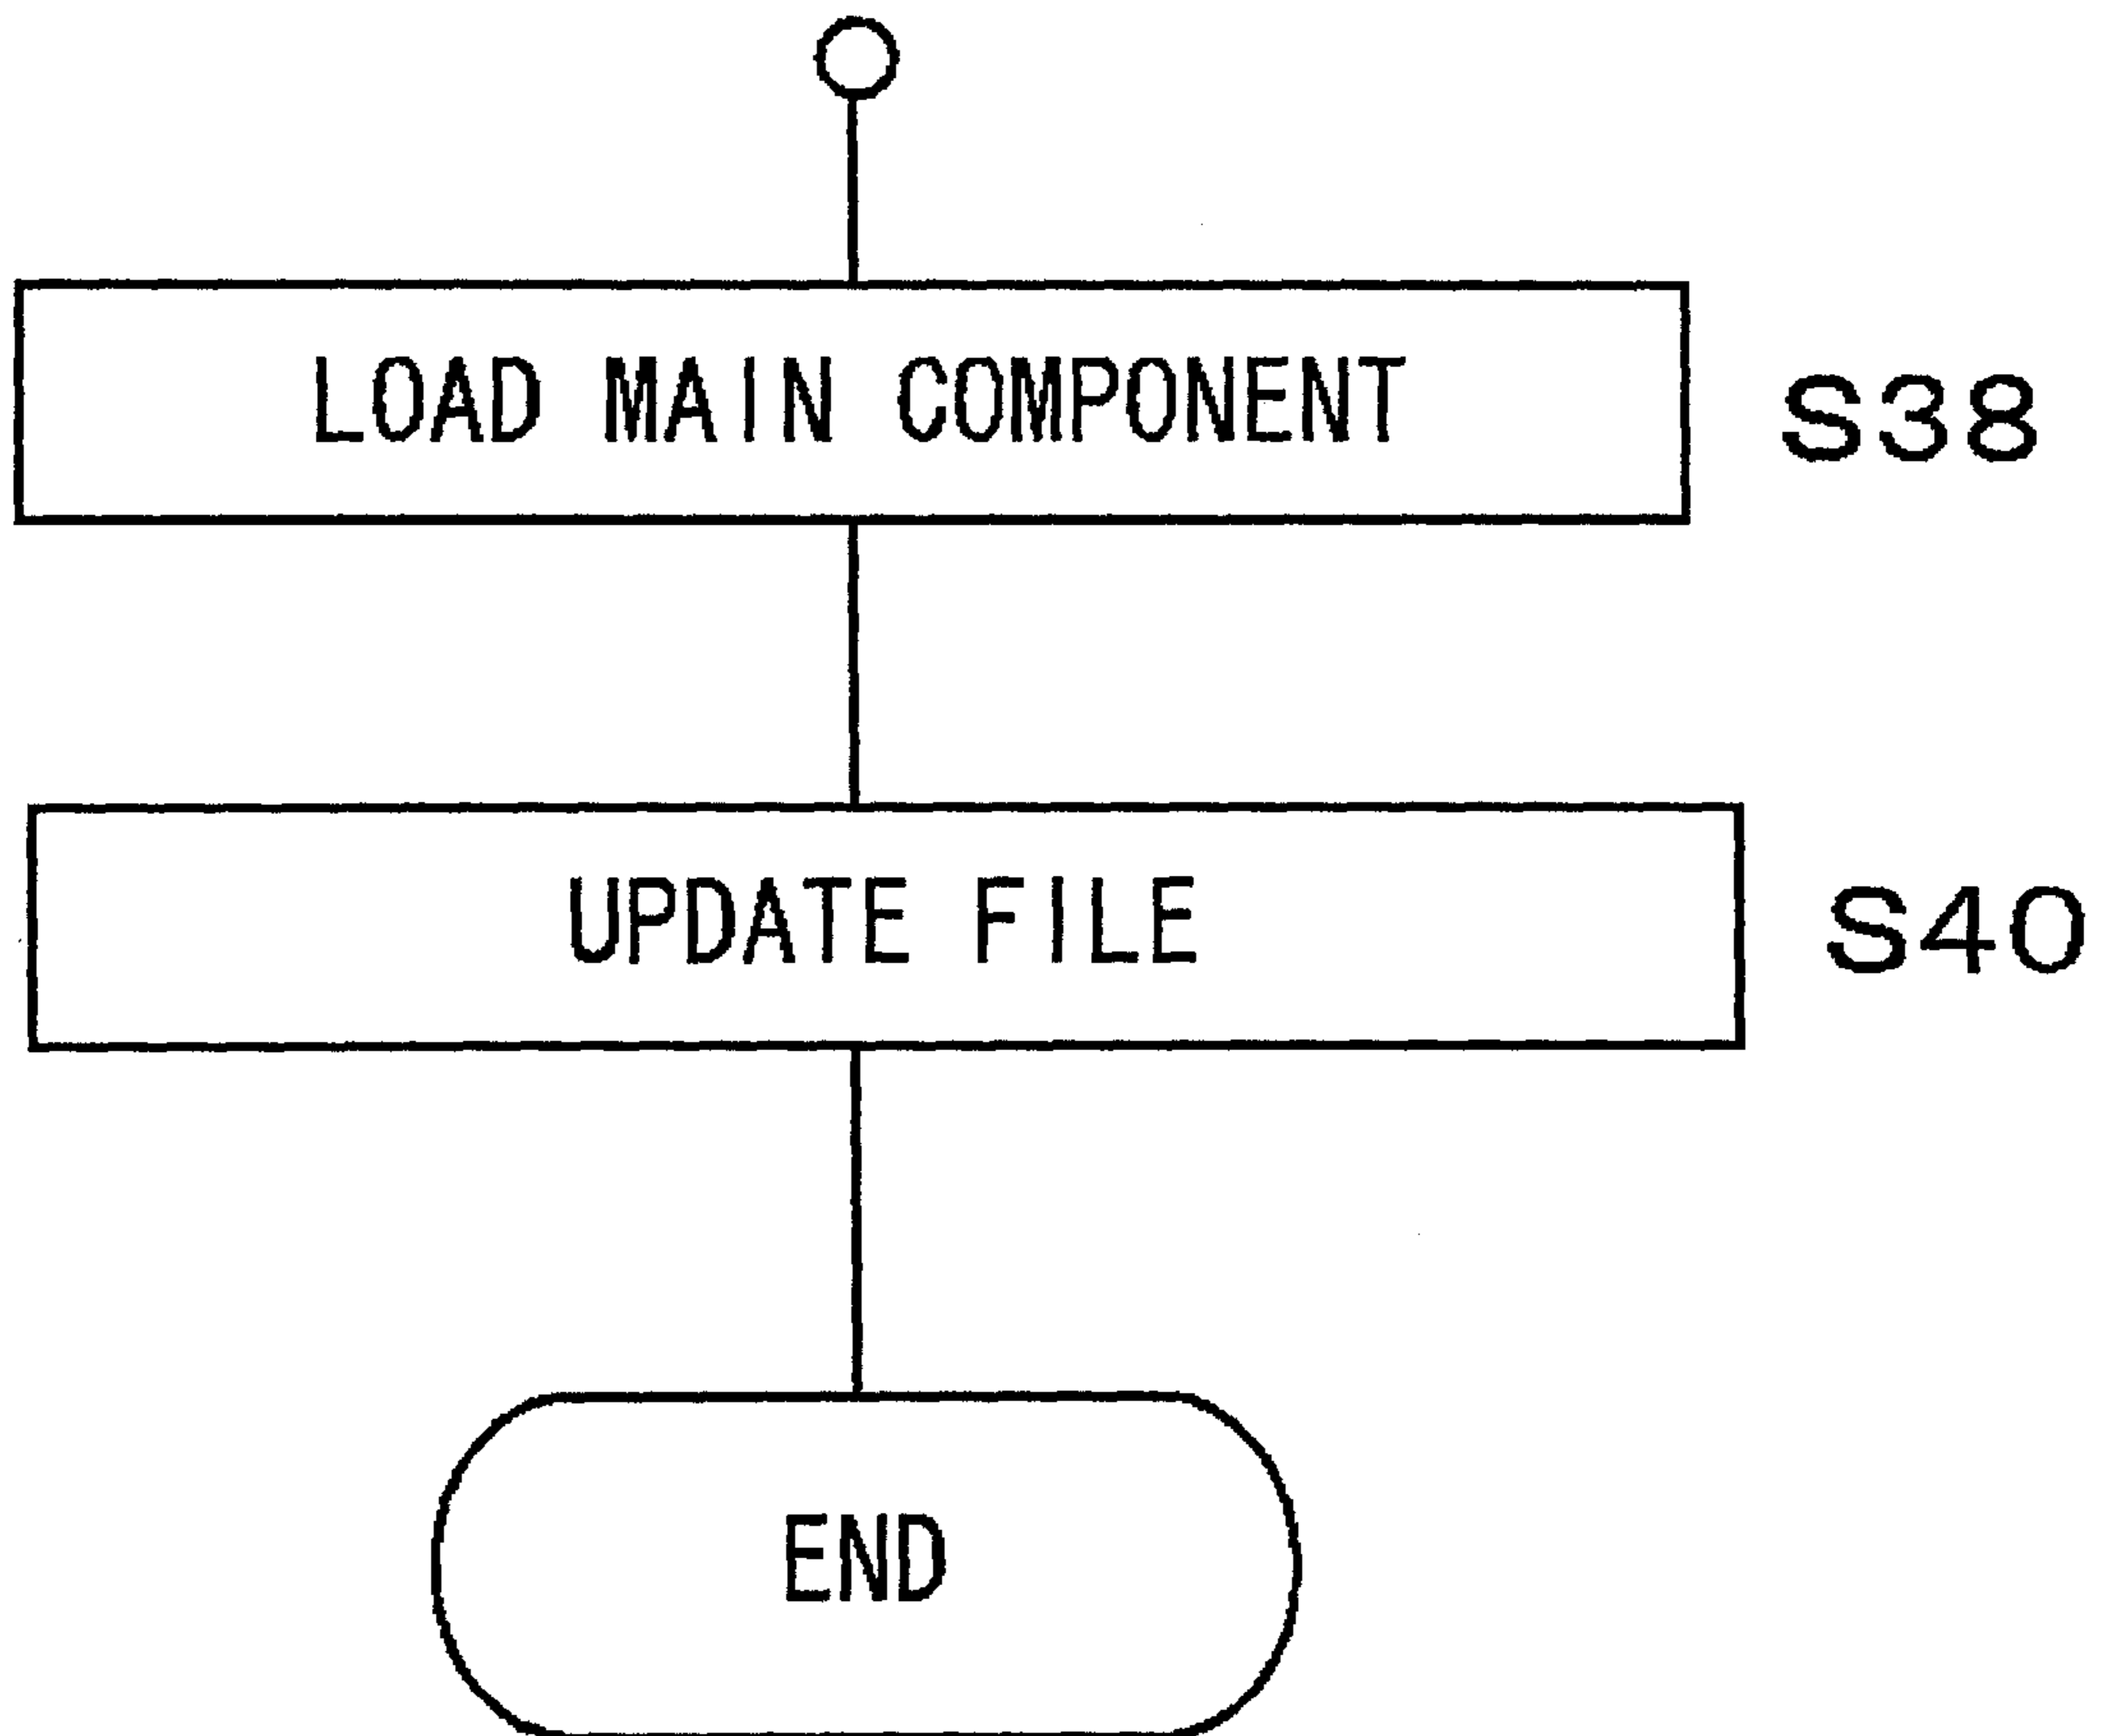 LOAD MAIN COMPONENT
S38
UPDATE FILE
S40
END